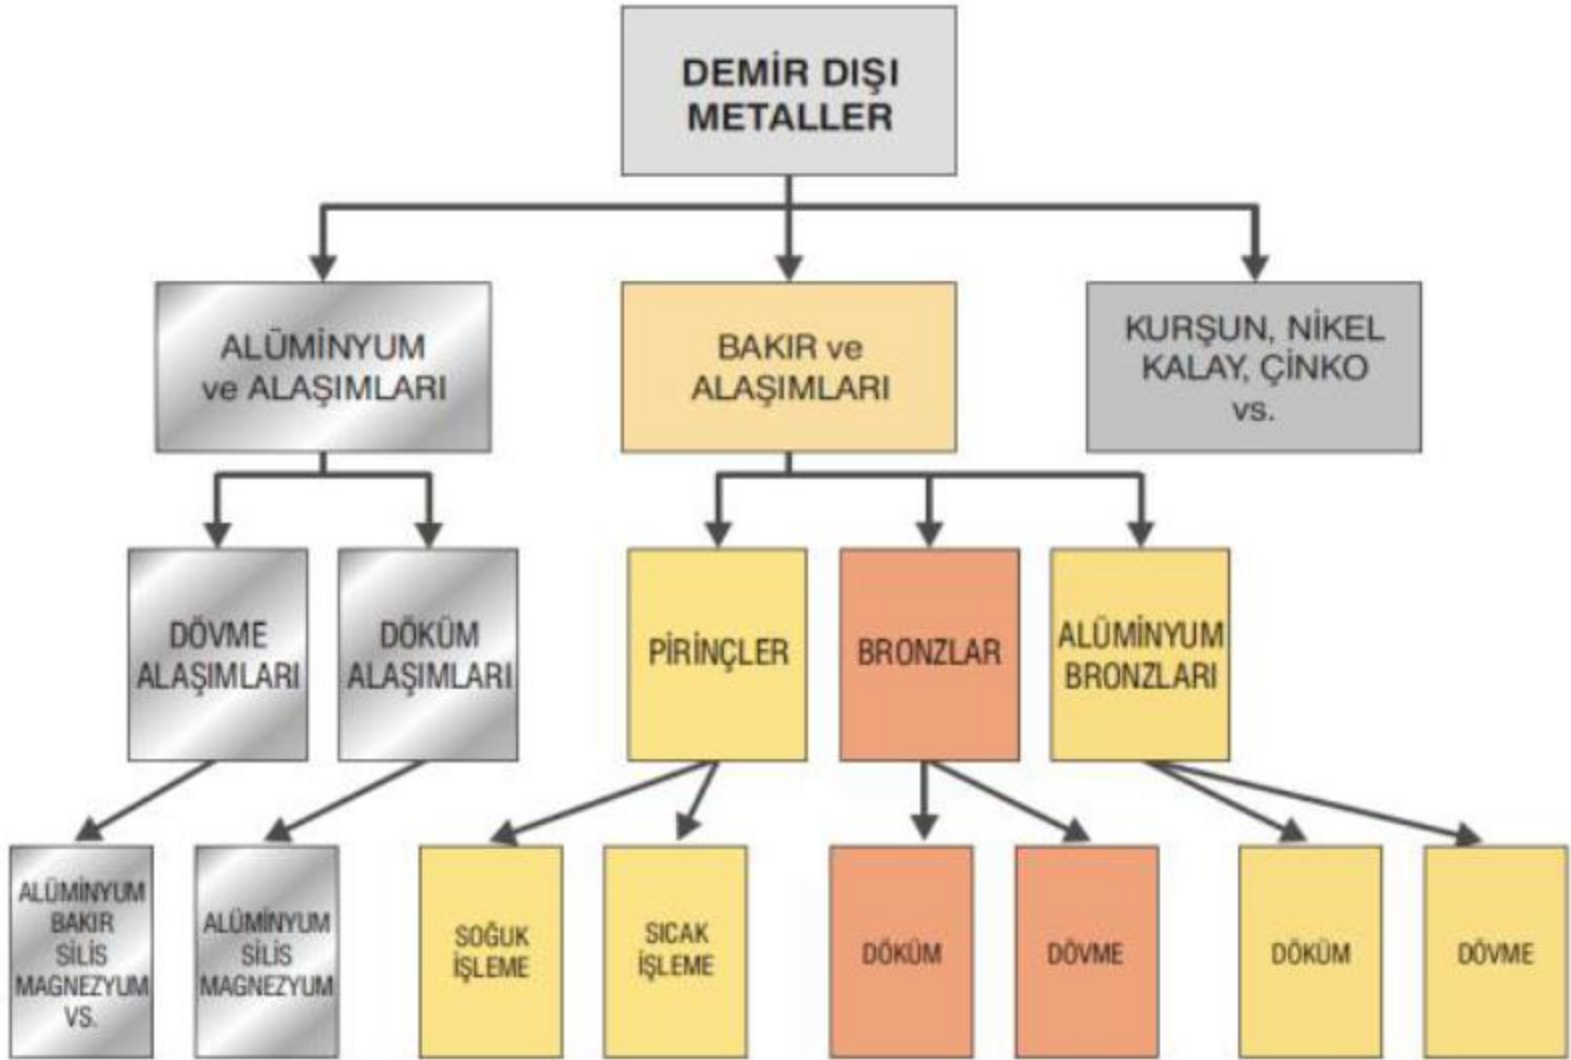 DEMİR DIŞI
METALLER
ALÜMİNYUM
ve ALAŞIMLARI
BAKIR ve
ALAŞIMLARI
KURŞUN, NİKEL
KALAY, ÇİNKO
vs.
DÖVME
ALAŞIMLARI
DÖKÜM
ALAŞIMLARI
PİRİNÇLER
BRONZLAR
ALÜMİNYUM
BRONZLARI
ALÜMİNYUM
BAKIR
SİLİS
MAGNEZYUM
VS.
ALÜMİNYUM
SİLİS
MAGNEZYUM
SOĞUK
İŞLEME
SICAK
İŞLEME
DÖKÜM
DÖVME
DÖKÜM
DÖVME